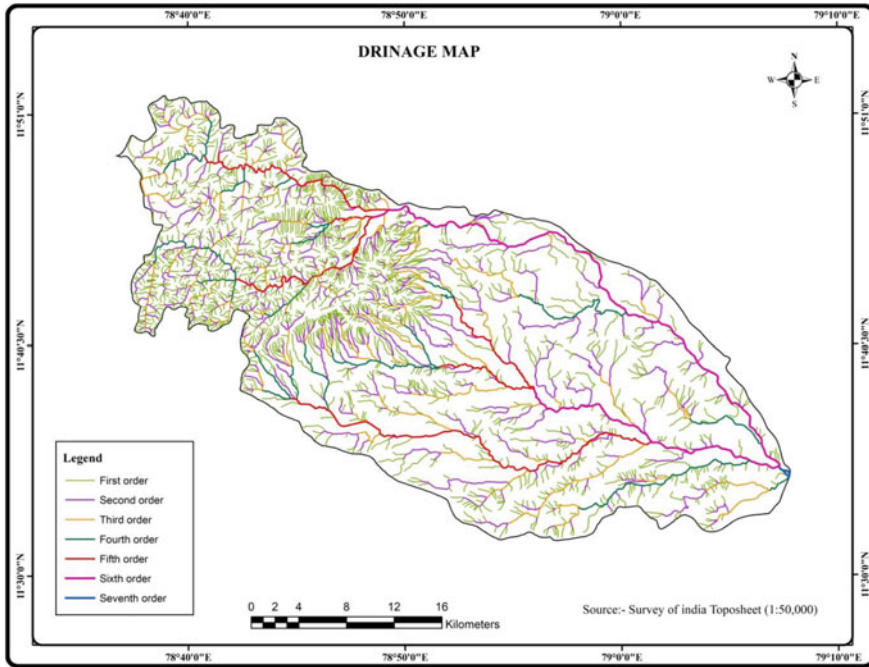 78°40'0"E 78°50'0"E 79°0'0"E 79°10'0"E
DRINAGE MAP
N
W E
S
11°51'0"N 11°51'0"N
11°40'30"N 11°40'30"N
11°30'0"N 11°30'0"N
Legend
First order
Second order
Third order
Fourth order
Fifth order
Sixth order
Seventh order
0 2 4 8 12 16
Kilometers
Source:- Survey of india Toposheet (1:50,000)
78°40'0"E 78°50'0"E 79°0'0"E 79°10'0"E